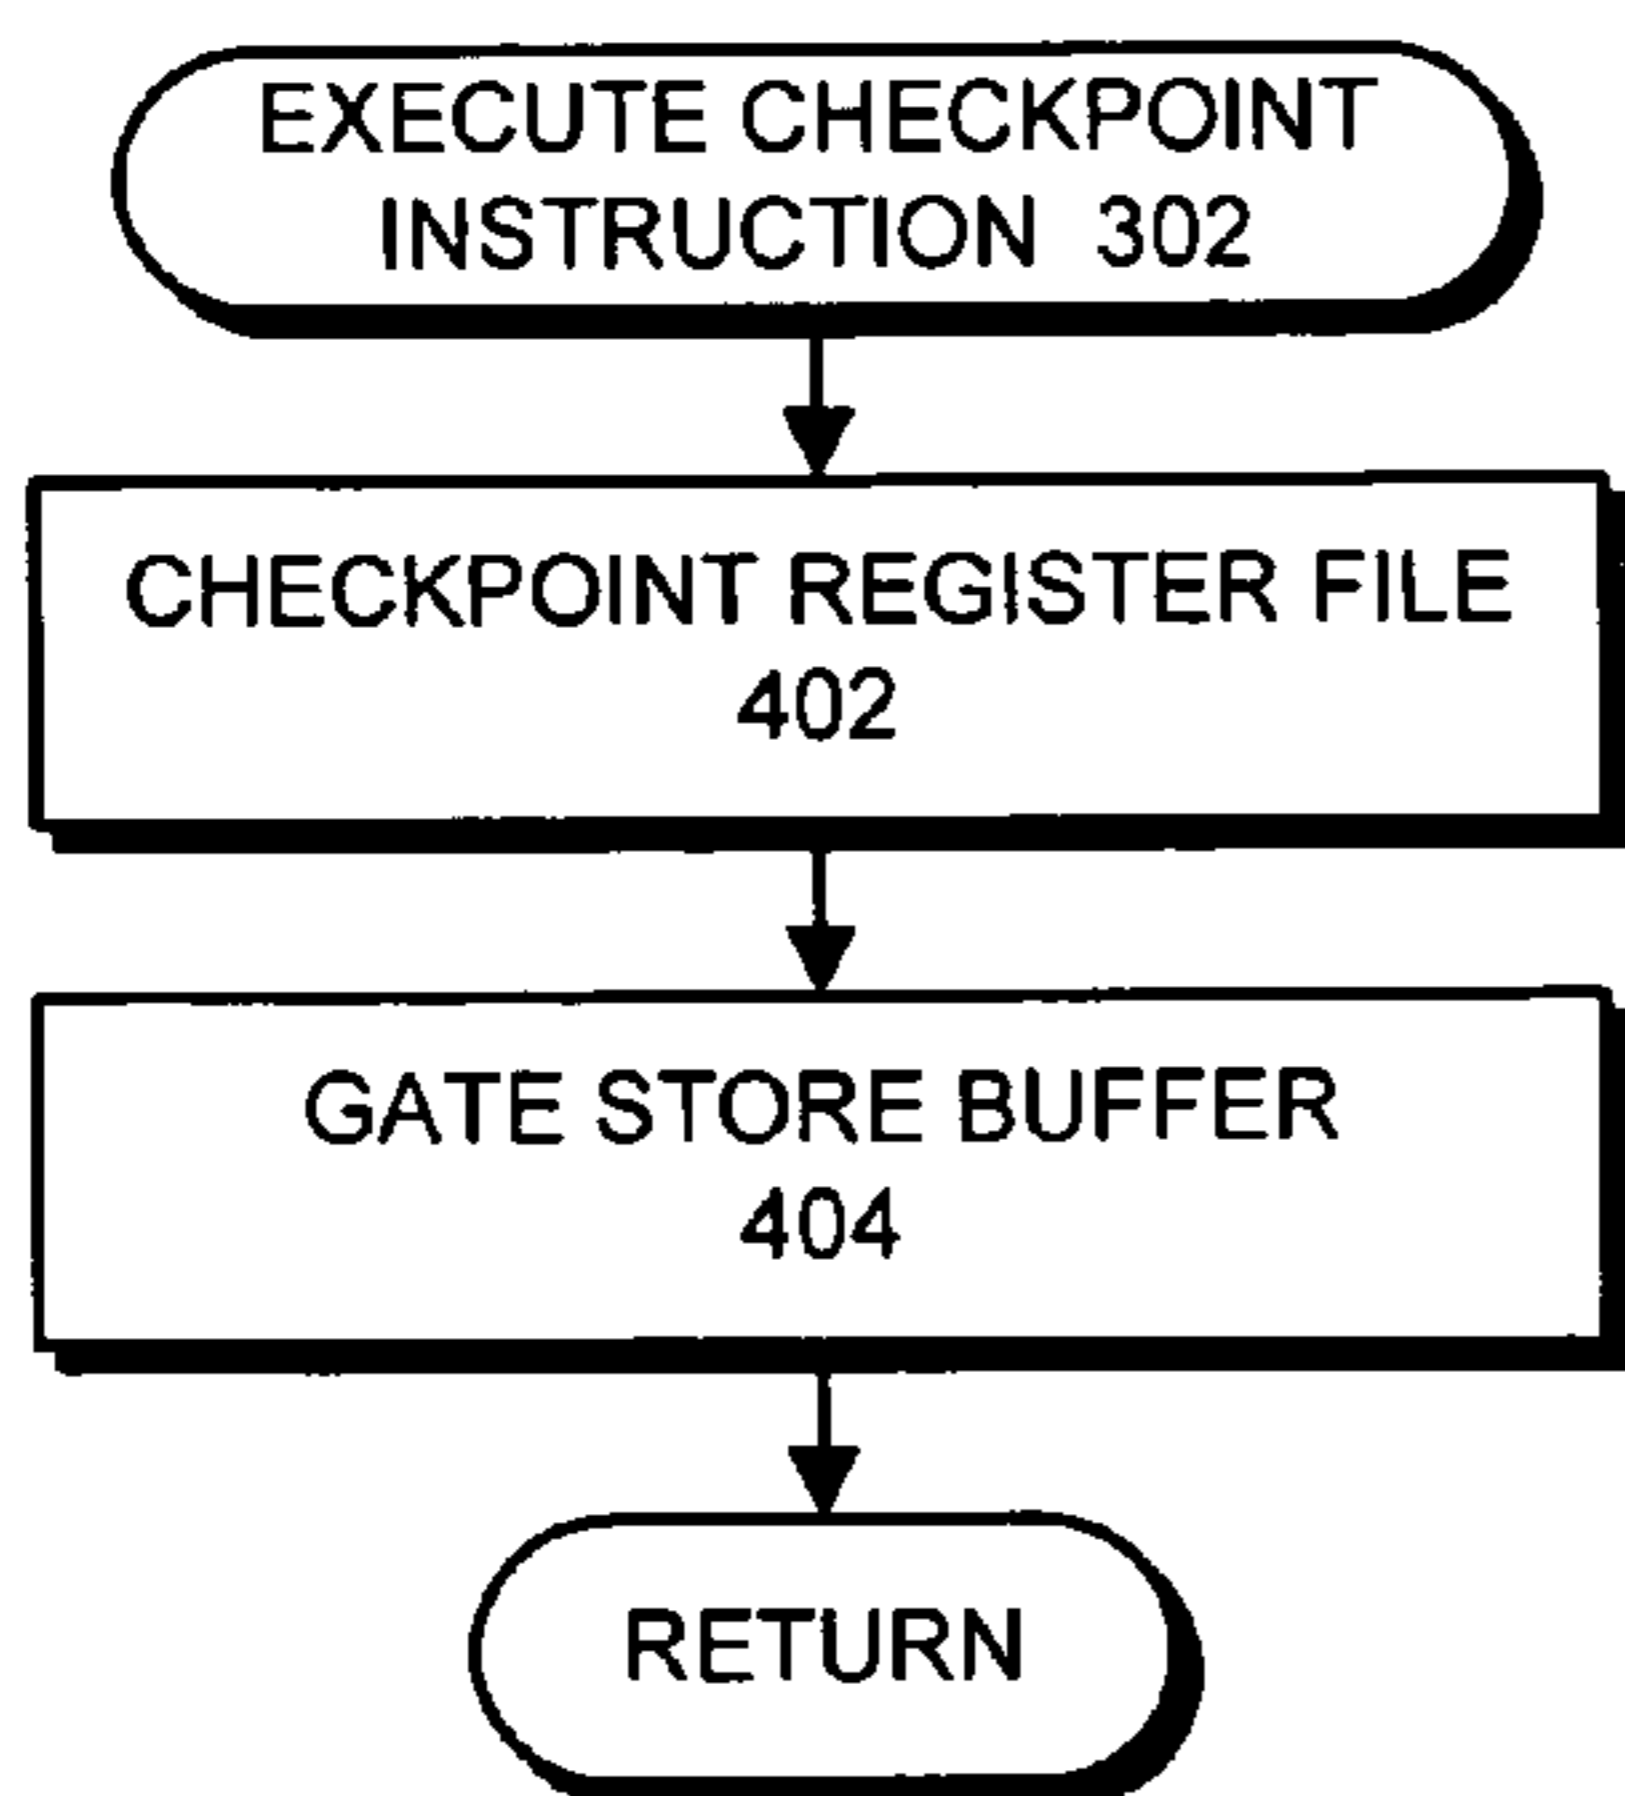 EXECUTE CHECKPOINT
INSTRUCTION 302
CHECKPOINT REGISTER FILE
402
GATE STORE BUFFER
404
RETURN